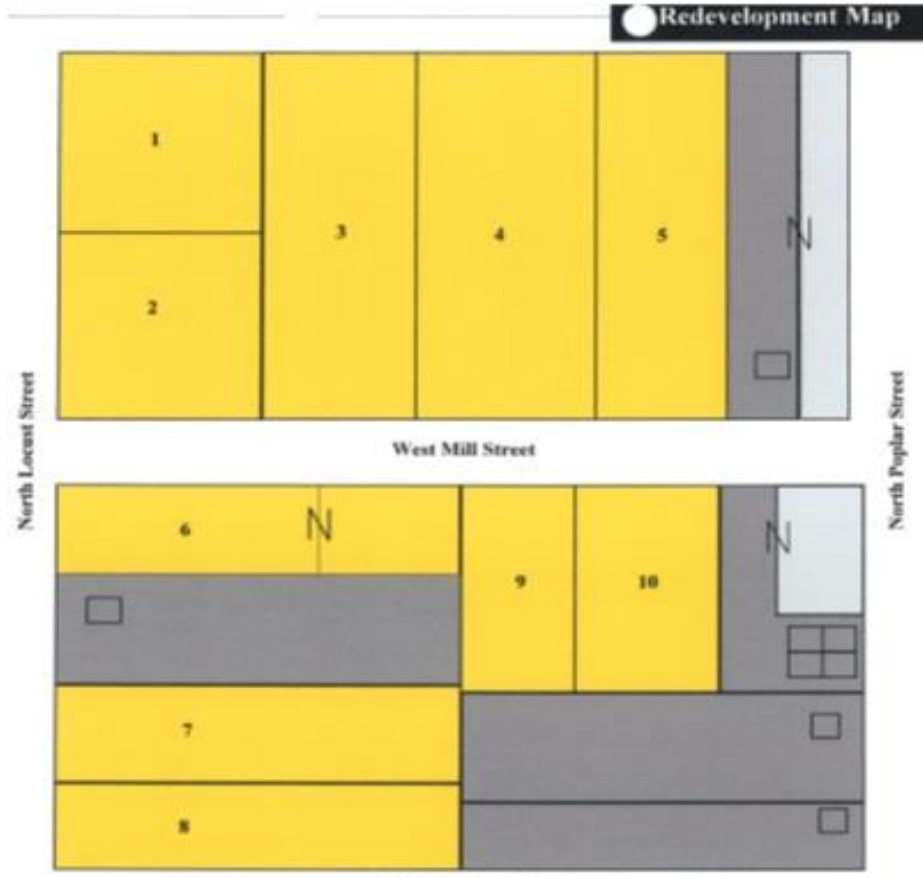 Redevelopment Map
1
3
4
5
N
2
North Locust Street
North Poplar Street
West Mill Street
6
N
N
9
10
7
8